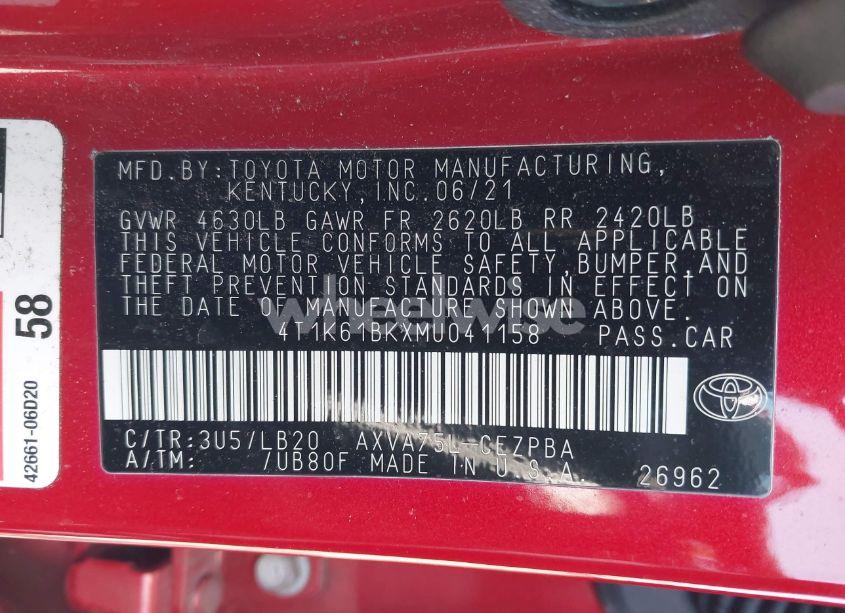 MFD.BY:TOYOTA MOTOR MANUFACTURING,
KENTUCKY,INC.06/21
GVWR 4630LB GAWR FR 2620LB RR 2420LB
THIS VEHICLE CONFORMS TO ALL APPLICABLE
FEDERAL MOTOR VEHICLE SAFETY,BUMPER,AND
THEFT PREVENTION STANDARDS IN EFFECT ON
THE DATE OF MANUFACTURE SHOWN ABOVE.
wheelwise
4T1K61BKXMU041158 PASS.CAR
C/TR:3U5/LB20 AXVA75L-CEZPBA
A/TM: 7UB80F MADE IN U.S.A. 26962
58
42661-06D20